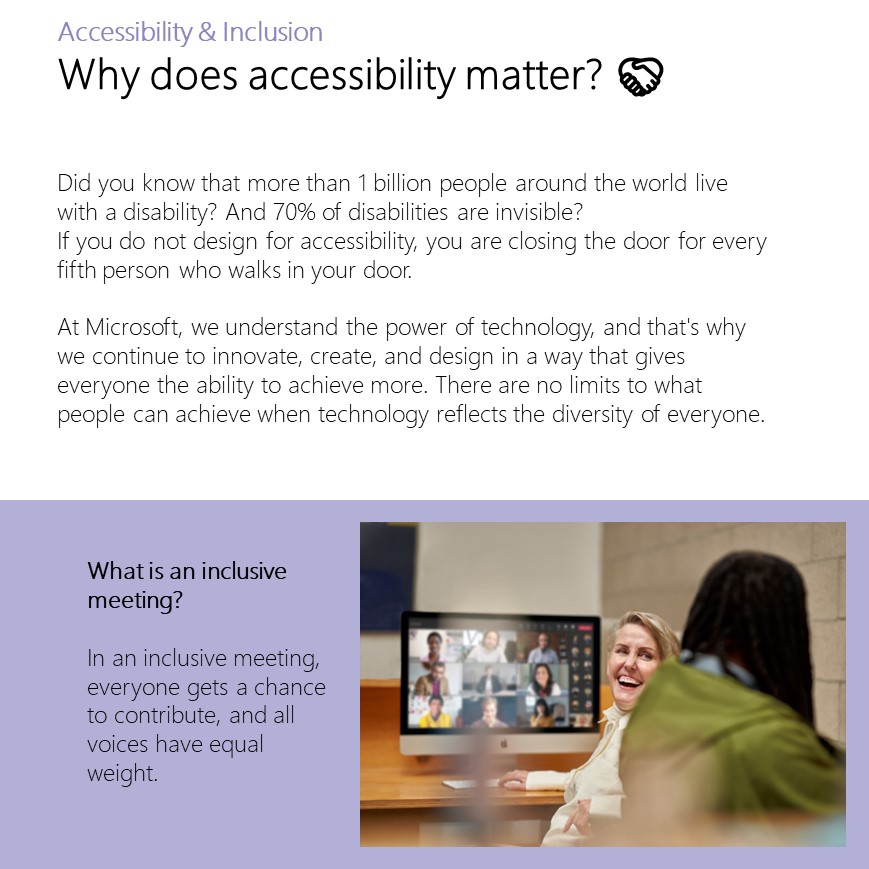 Accessibility & Inclusion
Why does accessibility matter?
Did you know that more than 1 billion people around the world live
with a disability? And 70% of disabilities are invisible?
If you do not design for accessibility, you are closing the door for every
fifth person who walks in your door.
At Microsoft, we understand the power of technology, and that's why
we continue to innovate, create, and design in a way that gives
everyone the ability to achieve more. There are no limits to what
people can achieve when technology reflects the diversity of everyone.
What is an inclusive
meeting?
In an inclusive meeting,
everyone gets a chance
to contribute, and all
voices have equal
weight.